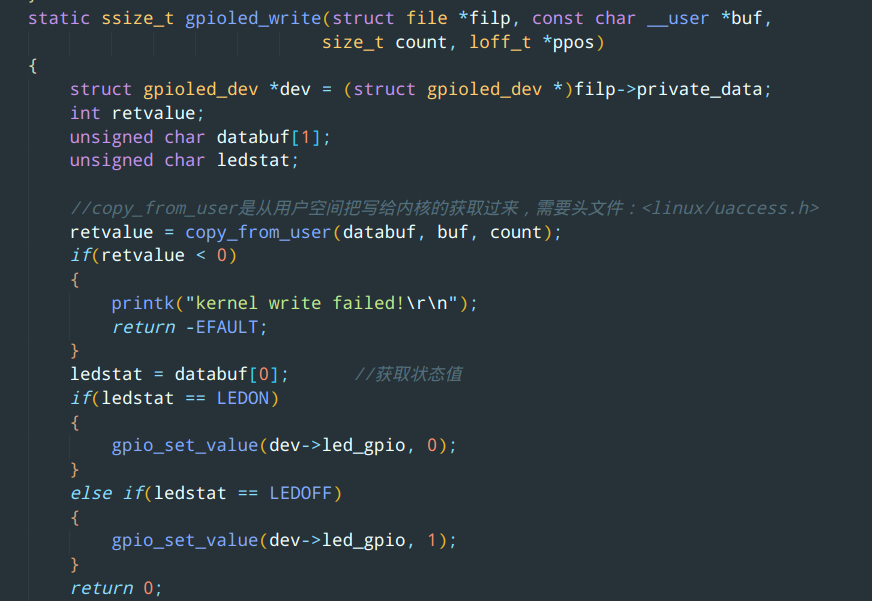 static ssize_t gpioled_write(struct file *filp, const char __user *buf,
                            size_t count, loff_t *ppos)
{
    struct gpioled_dev *dev = (struct gpioled_dev *)filp->private_data;
    int retvalue;
    unsigned char databuf[1];
    unsigned char ledstat;

    //copy_from_user是从用户空间把写给内核的获取过来，需要头文件：<linux/uaccess.h>
    retvalue = copy_from_user(databuf, buf, count);
    if(retvalue < 0)
    {
        printk("kernel write failed!\r\n");
        return -EFAULT;
    }
    ledstat = databuf[0];      //获取状态值
    if(ledstat == LEDON)
    {
        gpio_set_value(dev->led_gpio, 0);
    }
    else if(ledstat == LEDOFF)
    {
        gpio_set_value(dev->led_gpio, 1);
    }
    return 0;